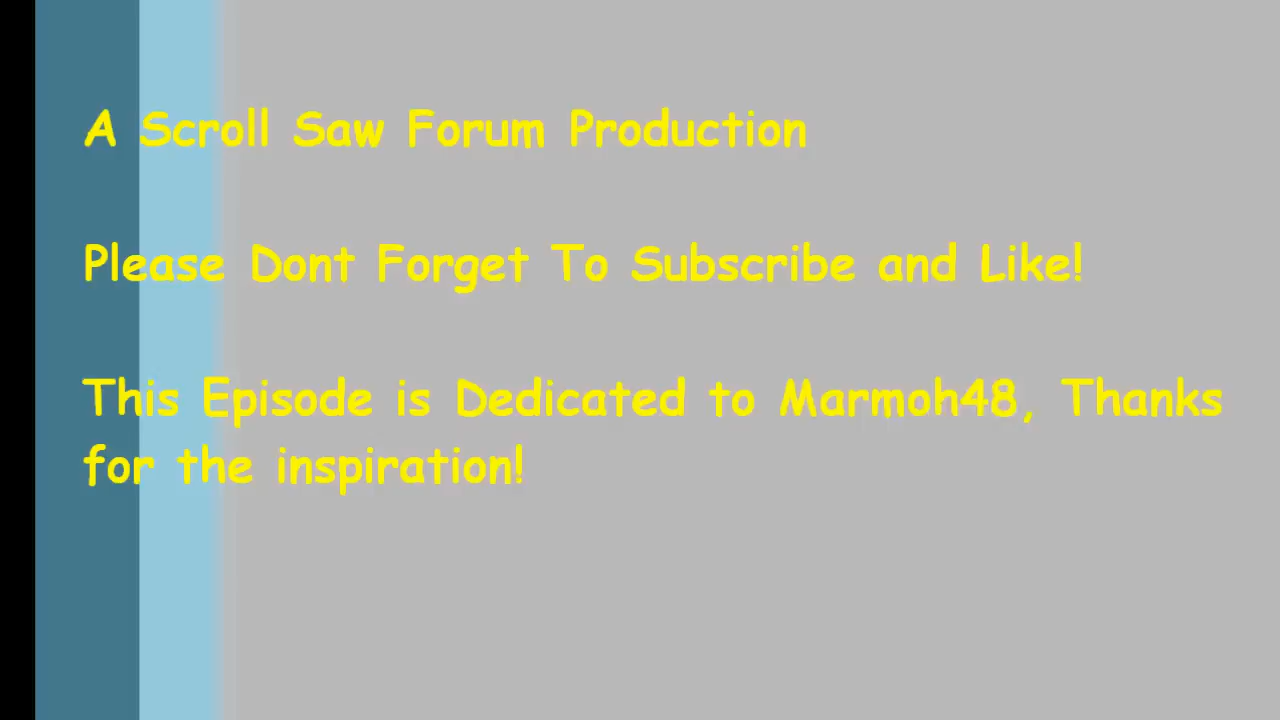 A Scroll Saw Forum Production
Please Dont Forget To Subscribe and Like!
This Episode is Dedicated to Marmoh48, Thanks
for the inspiration!